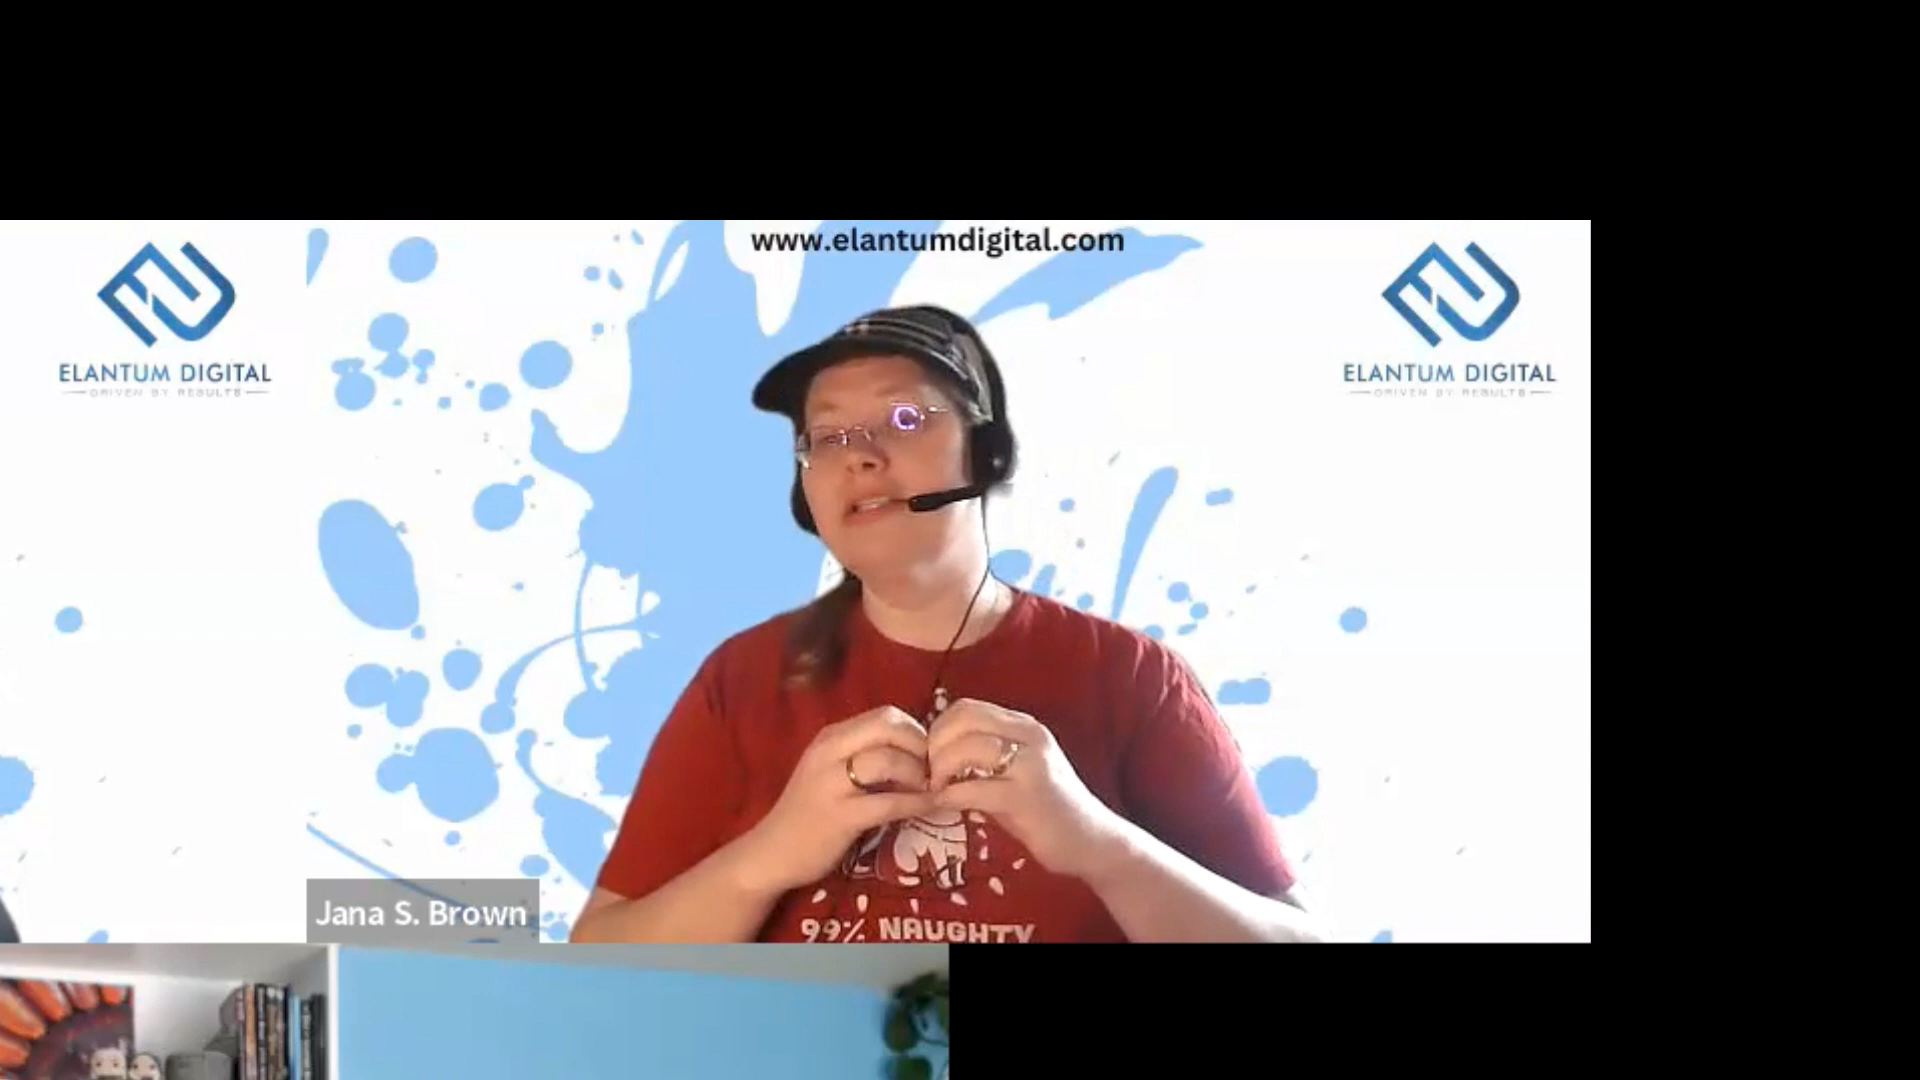 www.elantumdigital.com
ELANTUM DIGITAL
DRIVEN BY RESULTS
ELANTUM DIGITAL
DRIVEN BY RESULTS
99% NAUGHTY
Jana S. Brown